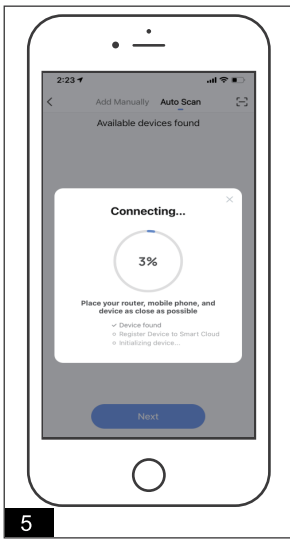 2:23
Add Manually Auto Scan
Available devices found
Connecting...
3%
Place your router, mobile phone, and
device as close as possible
Device found
Register Device to Smart Cloud
Initializing device...
Next
5